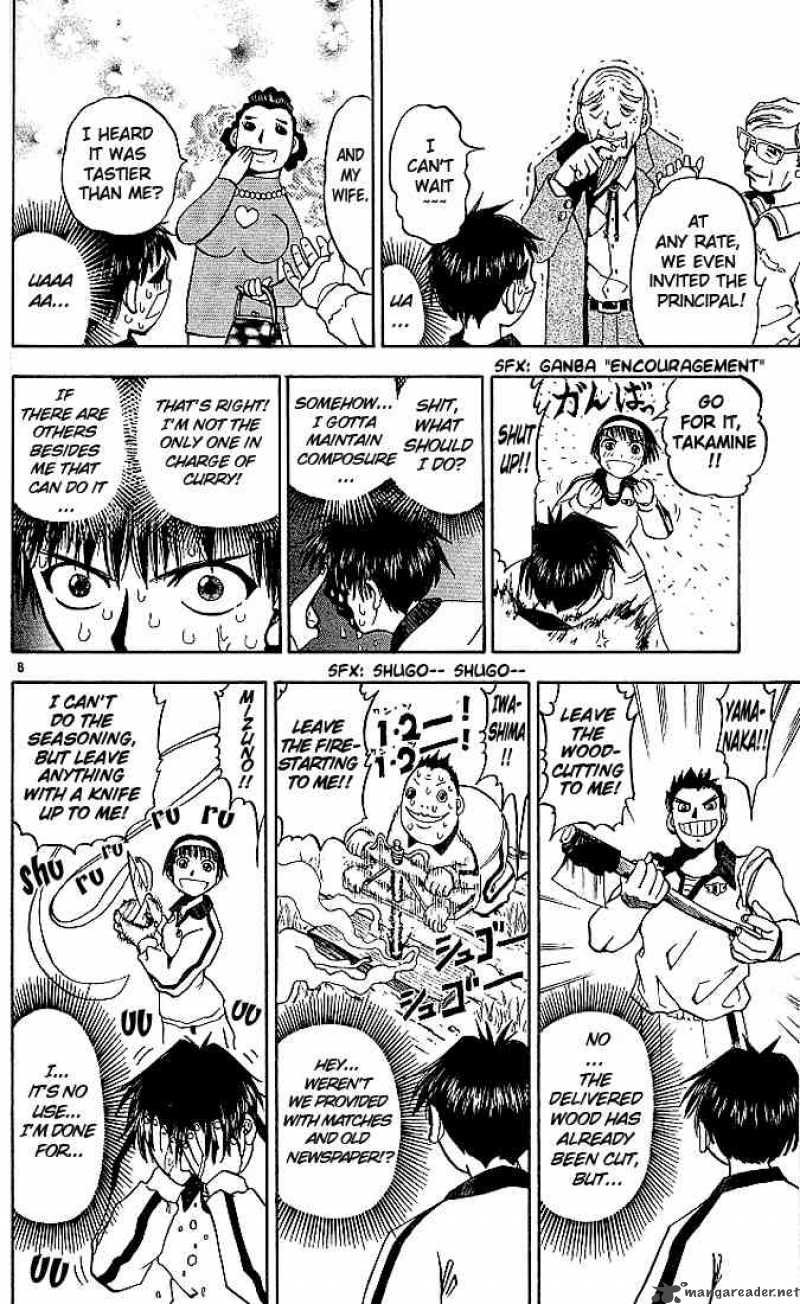 AT
ANY RATE,
WE EVEN
INVITED THE
PRINCIPAL!
I
CAN'T
WAIT
~~~
UA
...
AND
MY
WIFE.
I HEARD
IT WAS
TASTIER
THAN ME?
UAAA
AA...
SFX: GANBA "ENCOURAGEMENT"
がんばっ
GO
FOR IT,
TAKAMINE
!!
SHUT
UP!!
SHIT,
WHAT
SHOULD
I DO?
SOMEHOW...
I GOTTA
MAINTAIN
COMPOSURE
...
THAT'S RIGHT!
I'M NOT THE
ONLY ONE IN
CHARGE OF
CURRY!
IF
THERE ARE
OTHERS
BESIDES
ME THAT
CAN DO IT
...
8
SFX: SHUGO-- SHUGO--
YAMA-
NAKA!!
LEAVE
THE
WOOD-
CUTTING
TO ME!
NO
...
THE
DELIVERED
WOOD HAS
ALREADY
BEEN CUT,
BUT...
IWA-
SHIMA
!!
1·2ー!
1·2ー!
LEAVE
THE FIRE-
STARTING
TO ME!!
シュゴー
シュゴー
HEY...
WEREN'T
WE PROVIDED
WITH MATCHES
AND OLD
NEWSPAPER!?
MIZUNO!!
I CAN'T
DO THE
SEASONING,
BUT LEAVE
ANYTHING
WITH A KNIFE
UP TO ME!
shu
ru
ru
ru
ru
UU
UU
I...
IT'S NO
USE...
I'M DONE
FOR...
UU
UU
mangareader.net